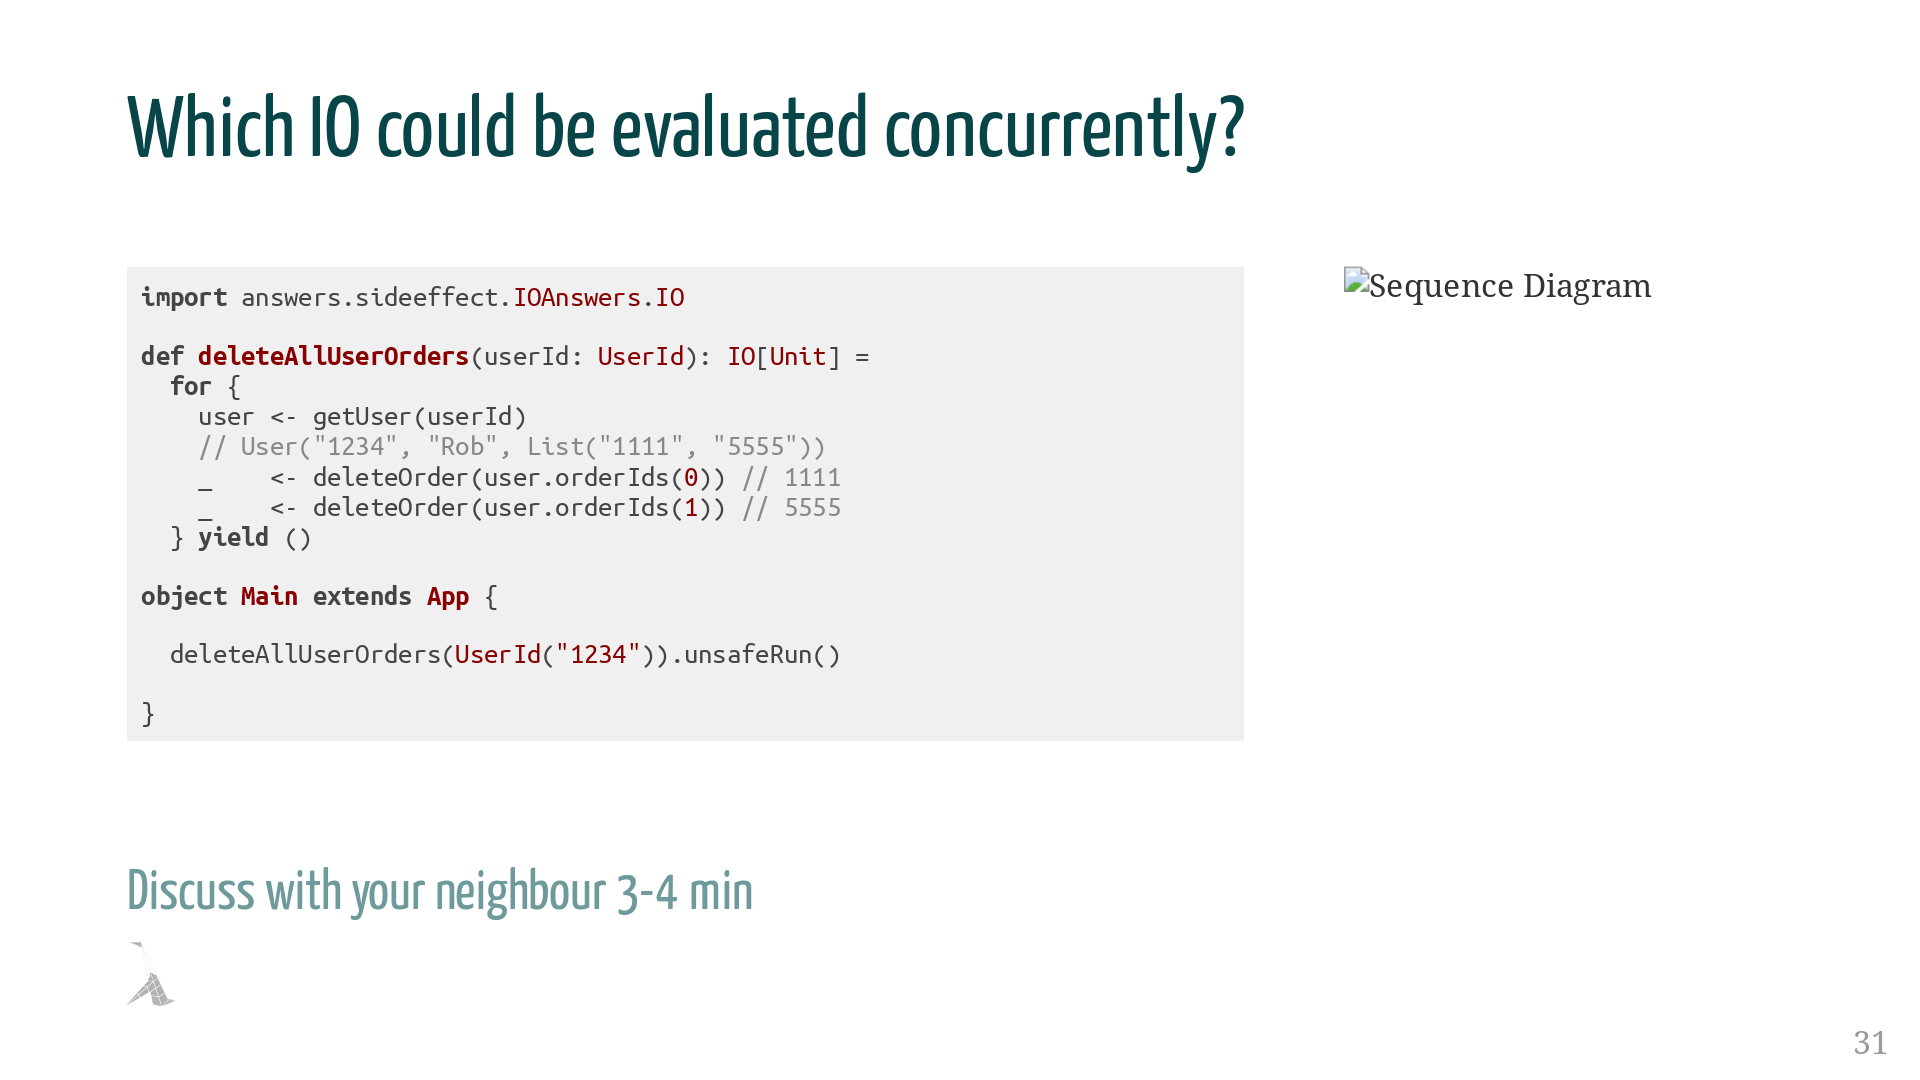 Which IO could be evaluated concurrently?
import answers.sideeffect.IOAnswers.IO
def deleteAllUserOrders(userId: UserId): IO[Unit] =
  for {
    user <- getUser(userId)
    // User("1234", "Rob", List("1111", "5555"))
    _    <- deleteOrder(user.orderIds(0)) // 1111
    _    <- deleteOrder(user.orderIds(1)) // 5555
  } yield ()
object Main extends App {
  deleteAllUserOrders(UserId("1234")).unsafeRun()
}
Sequence Diagram
Discuss with your neighbour 3-4 min
31